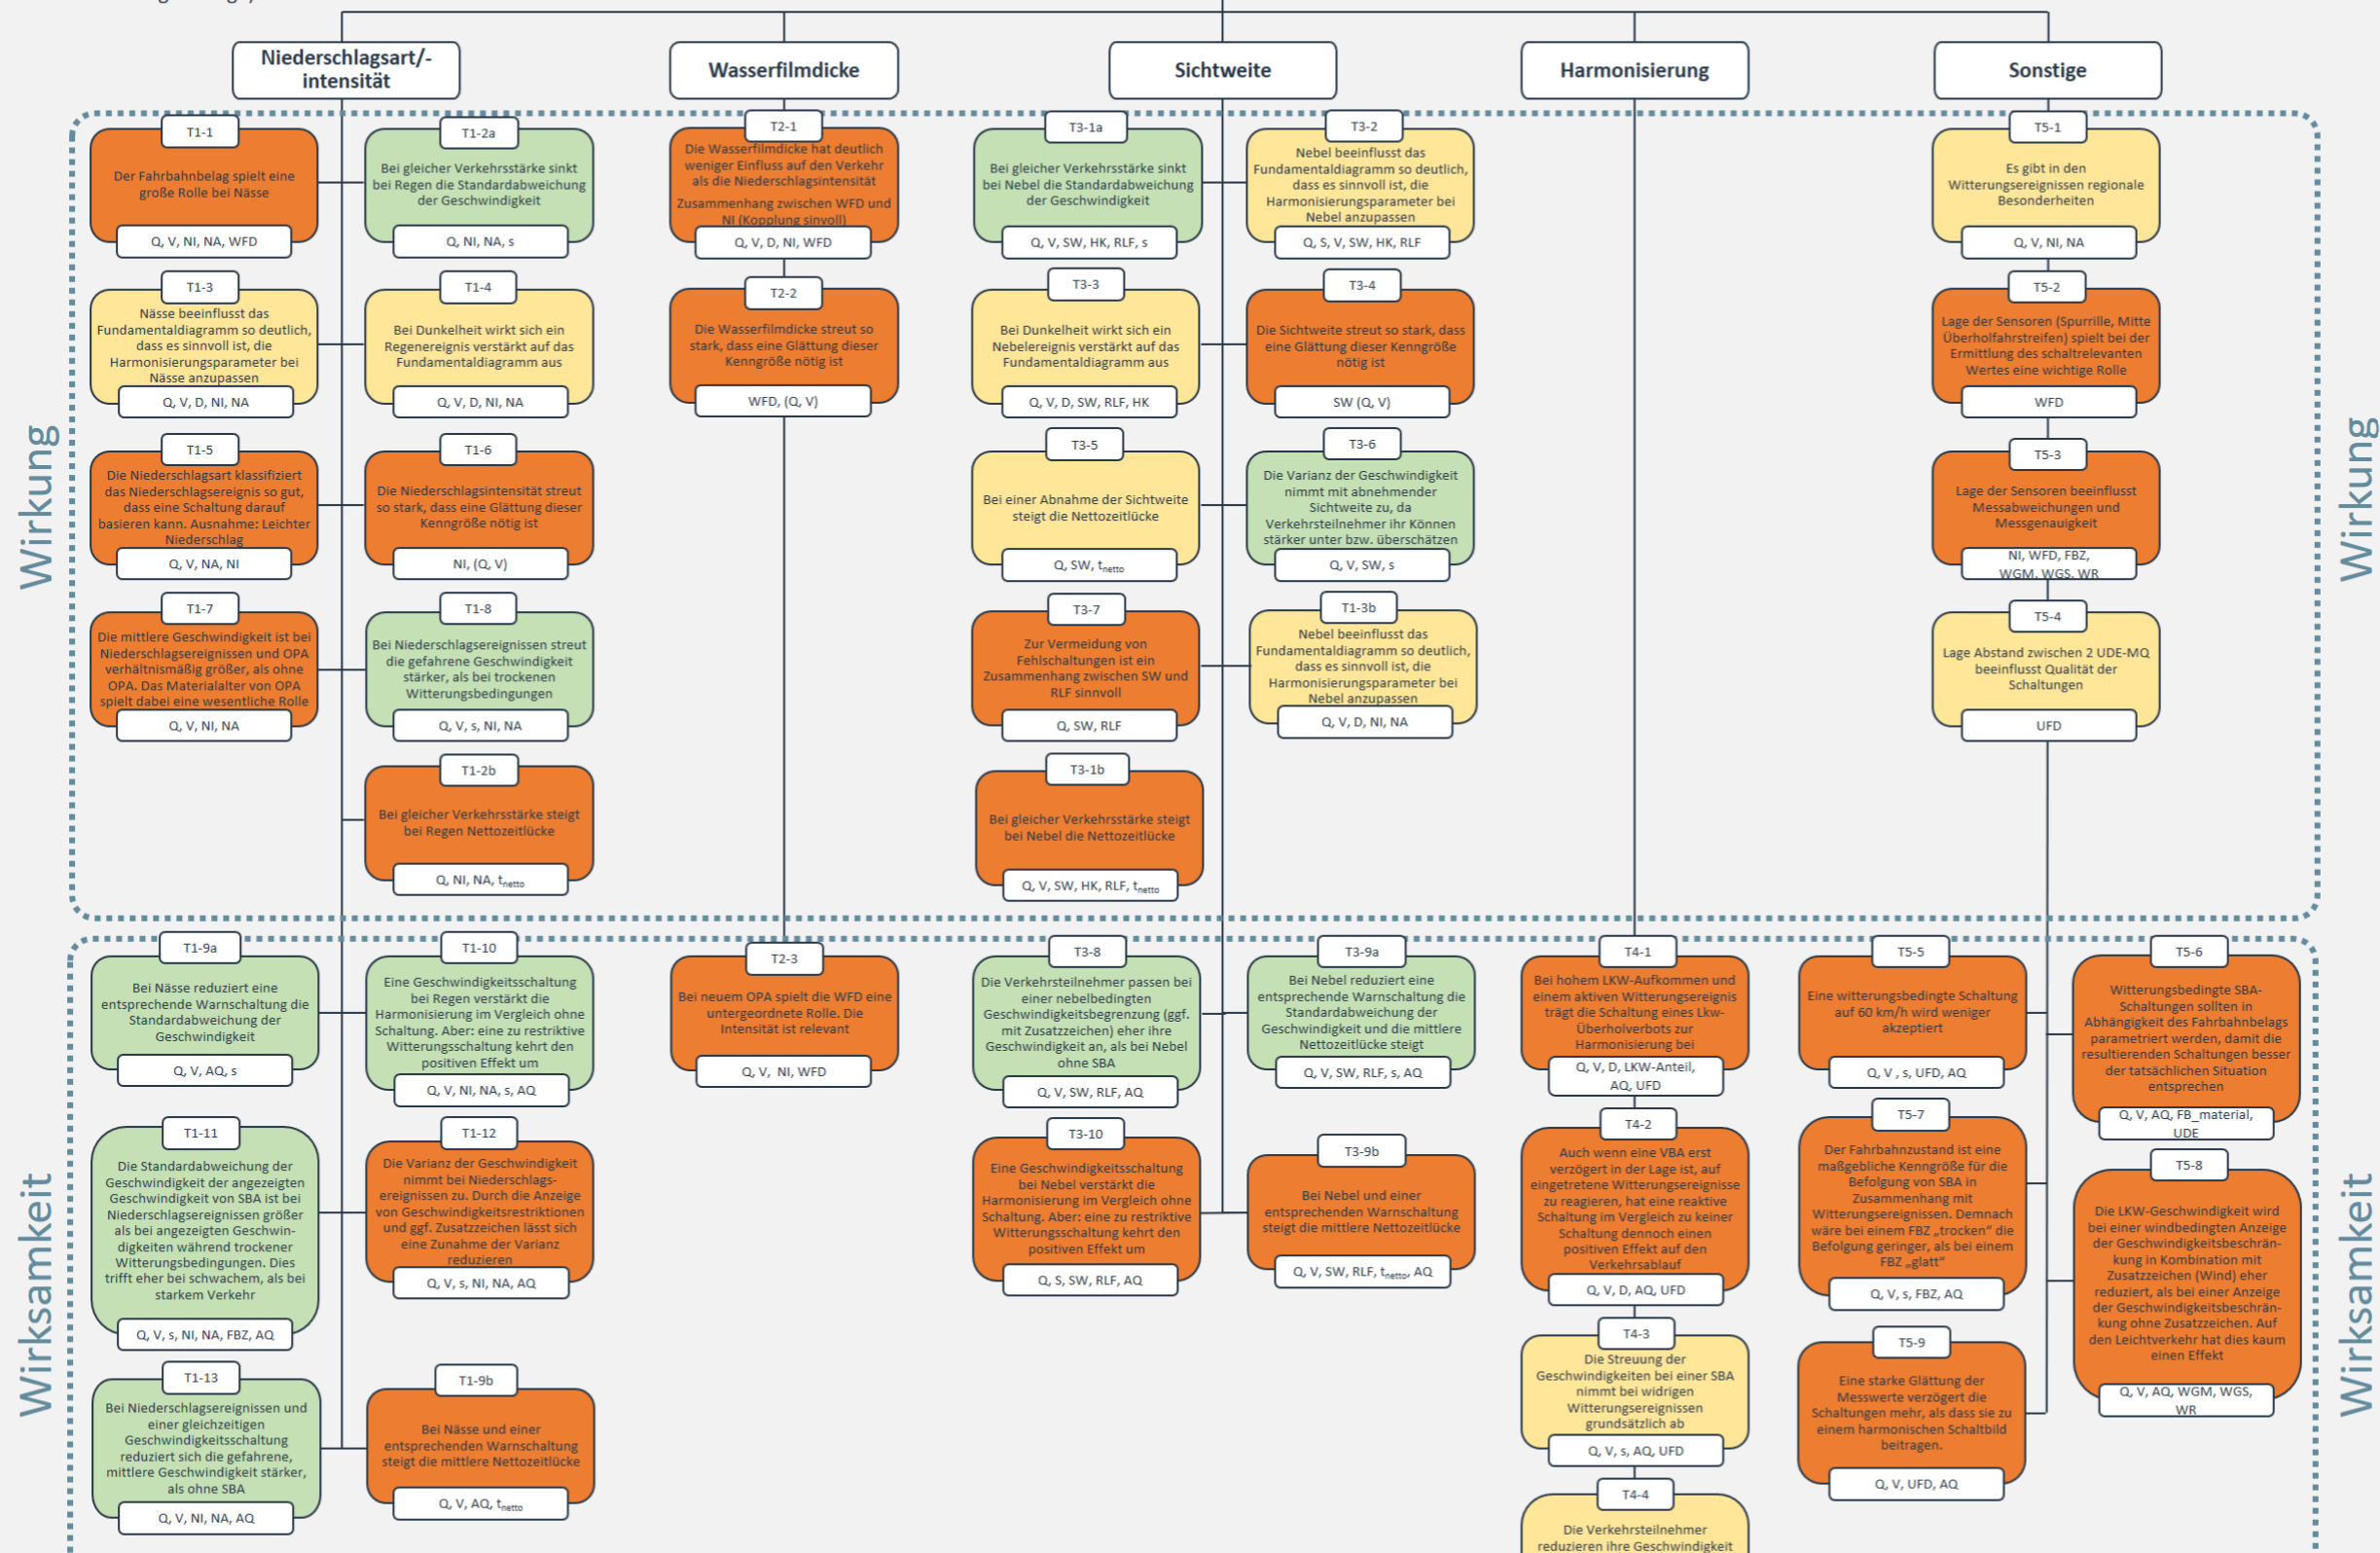 Niederschlagsart/-
intensität
Wasserfilmdicke
Sichtweite
Harmonisierung
Sonstige
Wirkung
T1-1
Der Fahrbahnbelag spielt eine
große Rolle bei Nässe
Q, V, NI, NA, WFD
T1-2a
Bei gleicher Verkehrsstärke sinkt
bei Regen die Standardabweichung
der Geschwindigkeit
Q, NI, NA, s
T1-3
Nässe beeinflusst das
Fundamentaldiagramm so deutlich,
dass es sinnvoll ist, die
Harmonisierungsparameter bei
Nässe anzupassen
Q, V, D, NI, NA
T1-4
Bei Dunkelheit wirkt sich ein
Regenereignis verstärkt auf das
Fundamentaldiagramm aus
Q, V, D, NI, NA
T1-5
Die Niederschlagsart klassifiziert
das Niederschlagsereignis so gut,
dass eine Schaltung darauf
basieren kann. Ausnahme: Leichter
Niederschlag
Q, V, NA, NI
T1-6
Die Niederschlagsintensität streut
so stark, dass eine Glättung dieser
Kenngröße nötig ist
NI, (Q, V)
T1-7
Die mittlere Geschwindigkeit ist bei
Niederschlagsereignissen und OPA
verhältnismäßig größer, als ohne
OPA. Das Materialalter von OPA
spielt dabei eine wesentliche Rolle
Q, V, NI, NA
T1-8
Bei Niederschlagsereignissen streut
die gefahrene Geschwindigkeit
stärker, als bei trockenen
Witterungsbedingungen
Q, V, s, NI, NA
T1-2b
Bei gleicher Verkehrsstärke steigt
bei Regen Nettozeitlücke
Q, NI, NA, tnetto
T2-1
Die Wasserfilmdicke hat deutlich
weniger Einfluss auf den Verkehr
als die Niederschlagsintensität
Zusammenhang zwischen WFD und
NI (Kopplung sinvoll)
Q, V, D, NI, WFD
T2-2
Die Wasserfilmdicke streut so
stark, dass eine Glättung dieser
Kenngröße nötig ist
WFD, (Q, V)
T3-1a
Bei gleicher Verkehrsstärke sinkt
bei Nebel die Standardabweichung
der Geschwindigkeit
Q, V, SW, HK, RLF, s
T3-2
Nebel beeinflusst das
Fundamentaldiagramm so deutlich,
dass es sinnvoll ist, die
Harmonisierungsparameter bei
Nebel anzupassen
Q, S, V, SW, HK, RLF
T3-3
Bei Dunkelheit wirkt sich ein
Nebelereignis verstärkt auf das
Fundamentaldiagramm aus
Q, V, D, SW, RLF, HK
T3-4
Die Sichtweite streut so stark, dass
eine Glättung dieser Kenngröße
nötig ist
SW (Q, V)
T3-5
Bei einer Abnahme der Sichtweite
steigt die Nettozeitlücke
Q, SW, tnetto
T3-6
Die Varianz der Geschwindigkeit
nimmt mit abnehmender
Sichtweite zu, da
Verkehrsteilnehmer ihr Können
stärker unter bzw. überschätzen
Q, V, SW, s
T3-7
Zur Vermeidung von
Fehlschaltungen ist ein
Zusammenhang zwischen SW und
RLF sinnvoll
Q, SW, RLF
T1-3b
Nebel beeinflusst das
Fundamentaldiagramm so deutlich,
dass es sinnvoll ist, die
Harmonisierungsparameter bei
Nebel anzupassen
Q, V, D, NI, NA
T3-1b
Bei gleicher Verkehrsstärke steigt
bei Nebel die Nettozeitlücke
Q, V, SW, HK, RLF, tnetto
T5-1
Es gibt in den
Witterungsereignissen regionale
Besonderheiten
Q, V, NI, NA
T5-2
Lage der Sensoren (Spurrille, Mitte
Überholfahrstreifen) spielt bei der
Ermittlung des schaltrelevanten
Wertes eine wichtige Rolle
WFD
T5-3
Lage der Sensoren beeinflusst
Messabweichungen und
Messgenauigkeit
NI, WFD, FBZ,
WGM, WGS, WR
T5-4
Lage Abstand zwischen 2 UDE-MQ
beeinflusst Qualität der
Schaltungen
UFD
Wirkung
Wirksamkeit
T1-9a
Bei Nässe reduziert eine
entsprechende Warnschaltung die
Standardabweichung der
Geschwindigkeit
Q, V, AQ, s
T1-10
Eine Geschwindigkeitsschaltung
bei Regen verstärkt die
Harmonisierung im Vergleich ohne
Schaltung. Aber: eine zu restriktive
Witterungsschaltung kehrt den
positiven Effekt um
Q, V, NI, NA, s, AQ
T1-11
Die Standardabweichung der
Geschwindigkeit der angezeigten
Geschwindigkeit von SBA ist bei
Niederschlagsereignissen größer
als bei angezeigten Geschwin-
digkeiten während trockener
Witterungsbedingungen. Dies
trifft eher bei schwachem, als bei
starkem Verkehr
Q, V, s, NI, NA, FBZ, AQ
T1-12
Die Varianz der Geschwindigkeit
nimmt bei Niederschlags-
ereignissen zu. Durch die Anzeige
von Geschwindigkeitsrestriktionen
und ggf. Zusatzzeichen lässt sich
eine Zunahme der Varianz
reduzieren
Q, V, s, NI, NA, AQ
T1-13
Bei Niederschlagsereignissen und
einer gleichzeitigen
Geschwindigkeitsschaltung
reduziert sich die gefahrene,
mittlere Geschwindigkeit stärker,
als ohne SBA
Q, V, NI, NA, AQ
T1-9b
Bei Nässe und einer
entsprechenden Warnschaltung
steigt die mittlere Nettozeitlücke
Q, V, AQ, tnetto
T2-3
Bei neuem OPA spielt die WFD eine
untergeordnete Rolle. Die
Intensität ist relevant
Q, V, NI, WFD
T3-8
Die Verkehrsteilnehmer passen bei
einer nebelbedingten
Geschwindigkeitsbegrenzung (ggf.
mit Zusatzzeichen) eher ihre
Geschwindigkeit an, als bei Nebel
ohne SBA
Q, V, SW, RLF, AQ
T3-9a
Bei Nebel reduziert eine
entsprechende Warnschaltung die
Standardabweichung der
Geschwindigkeit und die mittlere
Nettozeitlücke steigt
Q, V, SW, RLF, s, AQ
T3-10
Eine Geschwindigkeitsschaltung
bei Nebel verstärkt die
Harmonisierung im Vergleich ohne
Schaltung. Aber: eine zu restriktive
Witterungsschaltung kehrt den
positiven Effekt um
Q, S, SW, RLF, AQ
T3-9b
Bei Nebel und einer
entsprechenden Warnschaltung
steigt die mittlere Nettozeitlücke
Q, V, SW, RLF, tnetto, AQ
T4-1
Bei hohem LKW-Aufkommen und
einem aktiven Witterungsereignis
trägt die Schaltung eines Lkw-
Überholverbots zur
Harmonisierung bei
Q, V, D, LKW-Anteil,
AQ, UFD
T4-2
Auch wenn eine VBA erst
verzögert in der Lage ist, auf
eingetretene Witterungsereignisse
zu reagieren, hat eine reaktive
Schaltung im Vergleich zu keiner
Schaltung dennoch einen
positiven Effekt auf den
Verkehrsablauf
Q, V, D, AQ, UFD
T4-3
Die Streuung der
Geschwindigkeiten bei einer SBA
nimmt bei widrigen
Witterungsereignissen
grundsätzlich ab
Q, V, s, AQ, UFD
T4-4
Die Verkehrsteilnehmer
reduzieren ihre Geschwindigkeit
T5-5
Eine witterungsbedingte Schaltung
auf 60 km/h wird weniger
akzeptiert
Q, V , s, UFD, AQ
T5-6
Witterungsbedingte SBA-
Schaltungen sollten in
Abhängigkeit des Fahrbahnbelags
parametriert werden, damit die
resultierenden Schaltungen besser
der tatsächlichen Situation
entsprechen
Q, V, AQ, FB_material,
UDE
T5-7
Der Fahrbahnzustand ist eine
maßgebliche Kenngröße für die
Befolgung von SBA in
Zusammenhang mit
Witterungsereignissen. Demnach
wäre bei einem FBZ „trocken“ die
Befolgung geringer, als bei einem
FBZ „glatt“
Q, V, s, FBZ, AQ
T5-8
Die LKW-Geschwindigkeit wird
bei einer windbedingten Anzeige
der Geschwindigkeitsbeschrän-
kung in Kombination mit
Zusatzzeichen (Wind) eher
reduziert, als bei einer Anzeige
der Geschwindigkeitsbeschrän-
kung ohne Zusatzzeichen. Auf
den Leichtverkehr hat dies kaum
einen Effekt
Q, V, AQ, WGM, WGS,
WR
T5-9
Eine starke Glättung der
Messwerte verzögert die
Schaltungen mehr, als dass sie zu
einem harmonischen Schaltbild
beitragen.
Q, V, UFD, AQ
Wirksamkeit